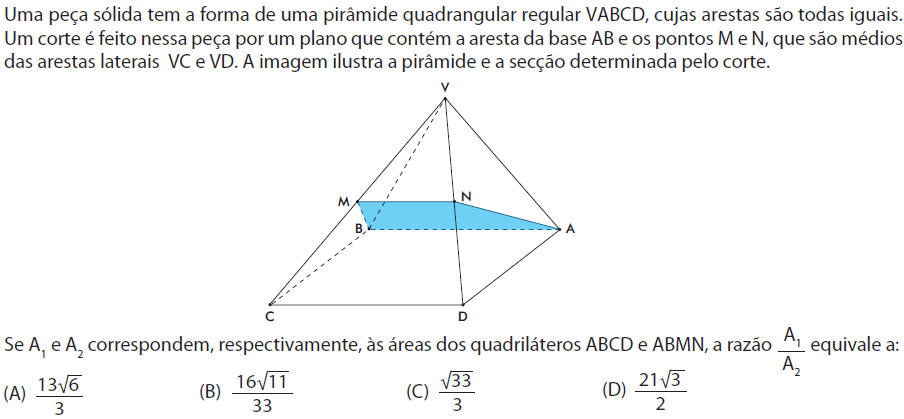 Uma peça sólida tem a forma de uma pirâmide quadrangular regular VABCD, cujas arestas são todas iguais.
Um corte é feito nessa peça por um plano que contém a aresta da base AB e os pontos M e N, que são médios
das arestas laterais VC e VD. A imagem ilustra a pirâmide e a secção determinada pelo corte.
V
M
N
B
A
C
D
Se A₁ e A₂ correspondem, respectivamente, às áreas dos quadriláteros ABCD e ABMN, a razão A₁/A₂ equivale a:
(A) 13√6/3 (B) 16√11/33 (C) √33/3 (D) 21√3/2